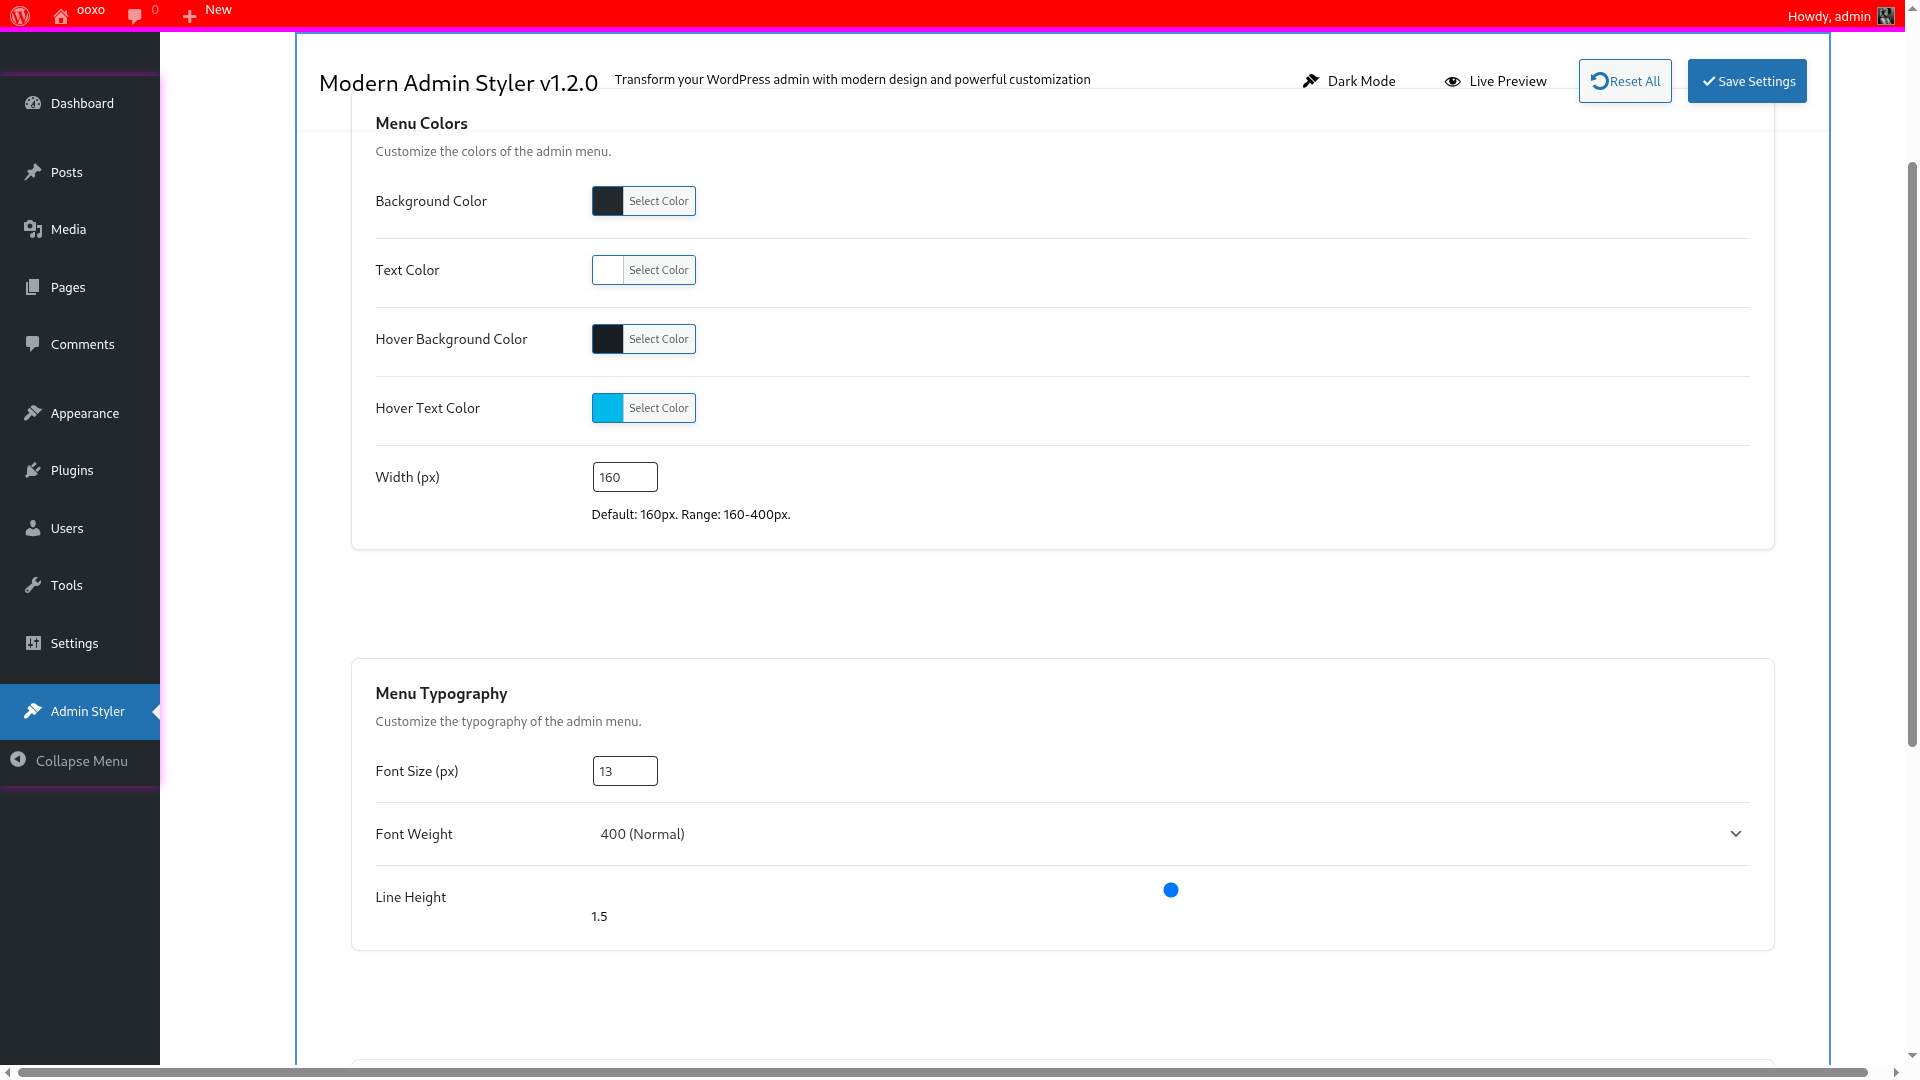 ooxo
0
New
Howdy, admin
Dashboard
Posts
Media
Pages
Comments
Appearance
Plugins
Users
Tools
Settings
Admin Styler
Collapse Menu
Modern Admin Styler v1.2.0
Transform your WordPress admin with modern design and powerful customization
Dark Mode
Live Preview
Reset All
Save Settings
Menu Colors
Customize the colors of the admin menu.
Background Color
Select Color
Text Color
Select Color
Hover Background Color
Select Color
Hover Text Color
Select Color
Width (px)
160
Default: 160px. Range: 160-400px.
Menu Typography
Customize the typography of the admin menu.
Font Size (px)
13
Font Weight
400 (Normal)
Line Height
1.5